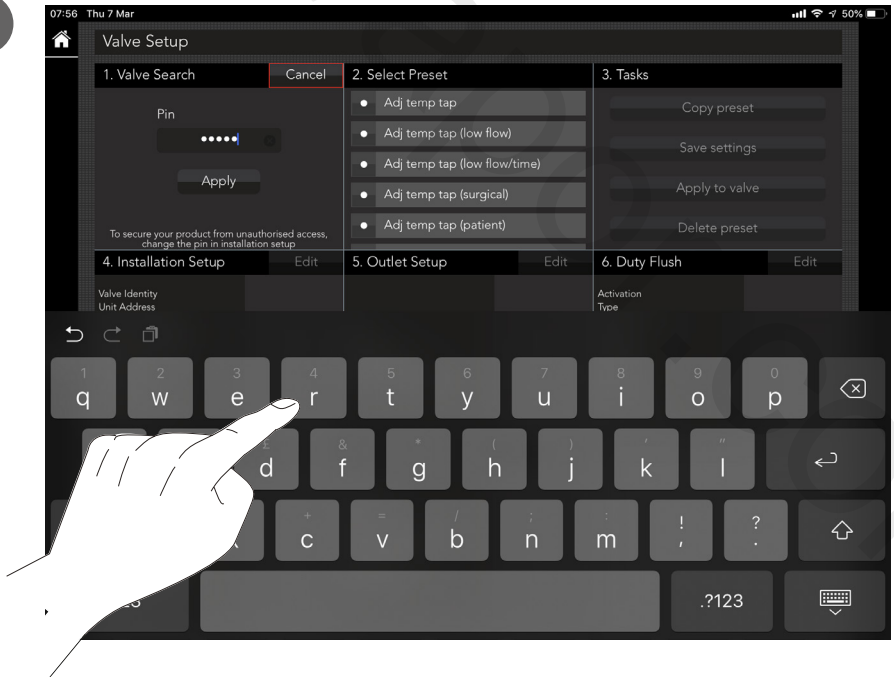 07:56 Thu 7 Mar 50%
Valve Setup
1. Valve Search Cancel
Pin
•••••
Apply
To secure your product from unauthorised access,
change the pin in installation setup
2. Select Preset
Adj temp tap
Adj temp tap (low flow)
Adj temp tap (low flow/time)
Adj temp tap (surgical)
Adj temp tap (patient)
3. Tasks
Copy preset
Save settings
Apply to valve
Delete preset
4. Installation Setup Edit
Valve Identity
Unit Address
5. Outlet Setup Edit
6. Duty Flush Edit
Activation
Type
1 2 3 4 5 6 7 8 9 0
q w e r t y u i o p
£ & * ( ) ' "
d f g h j k l
+ = / ; : ! ?
c v b n m , .
.?123